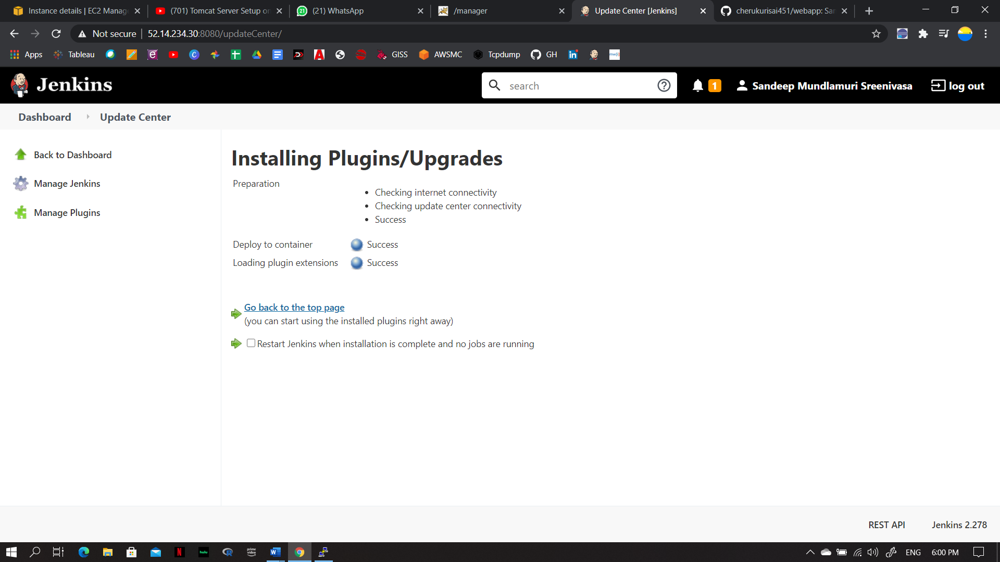 Instance details | EC2 Manag
(701) Tomcat Server Setup on
(21) WhatsApp
/manager
Update Center [Jenkins]
cherukurisai451/webapp: Sar
Not secure
52.14.234.30:8080/updateCenter/
Apps
Tableau
GISS
AWSMC
Tcpdump
GH
Jenkins
search
1
Sandeep Mundlamuri Sreenivasa
log out
Dashboard
Update Center
Back to Dashboard
Manage Jenkins
Manage Plugins
Installing Plugins/Upgrades
Preparation
Checking internet connectivity
Checking update center connectivity
Success
Deploy to container
Success
Loading plugin extensions
Success
Go back to the top page
(you can start using the installed plugins right away)
Restart Jenkins when installation is complete and no jobs are running
REST API
Jenkins 2.278
hulu
prime video
ENG
6:00 PM